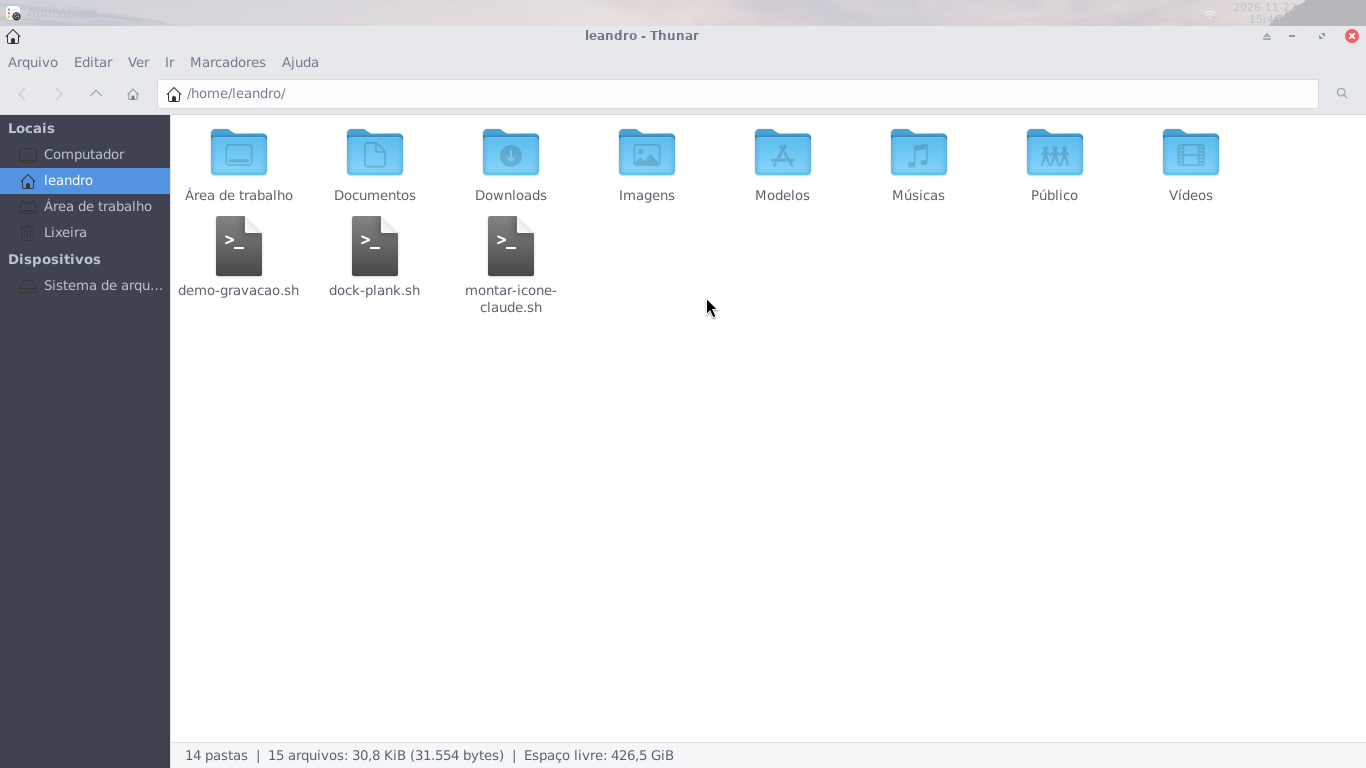 Aplicativos
leandro - Thunar
Arquivo Editar Ver Ir Marcadores Ajuda
/home/leandro/
Locais
Computador
leandro
Área de trabalho
Lixeira
Dispositivos
Sistema de arqu...
Área de trabalho Documentos Downloads Imagens Modelos Músicas Público Vídeos
>_ >_ >_
demo-gravacao.sh dock-plank.sh montar-icone-
claude.sh
14 pastas | 15 arquivos: 30,8 KiB (31.554 bytes) | Espaço livre: 426,5 GiB